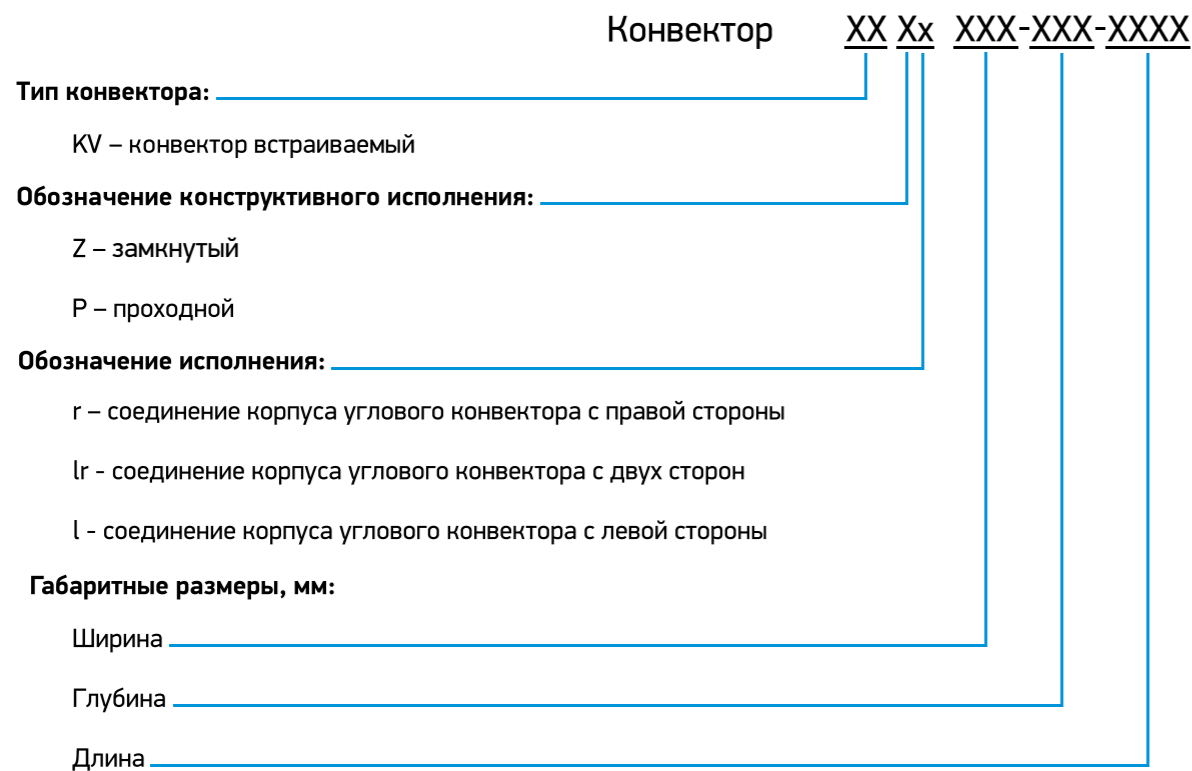 Конвектор XX Xx XXX-XXX-XXXX
Тип конвектора:
KV – конвектор встраиваемый
Обозначение конструктивного исполнения:
Z – замкнутый
P – проходной
Обозначение исполнения:
r – соединение корпуса углового конвектора с правой стороны
lr - соединение корпуса углового конвектора с двух сторон
l - соединение корпуса углового конвектора с левой стороны
Габаритные размеры, мм:
Ширина
Глубина
Длина